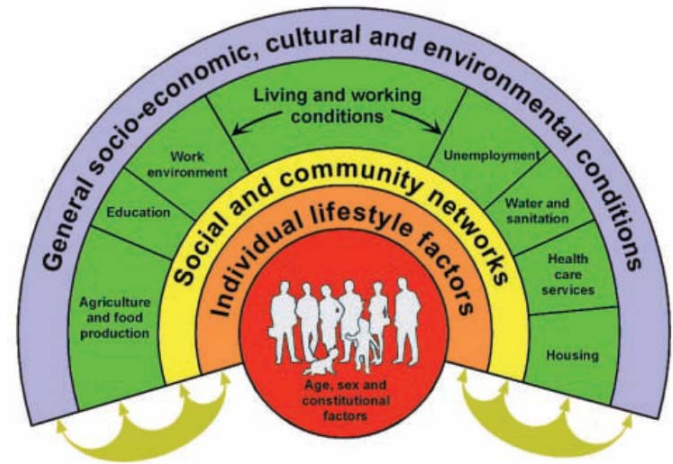 General socio-economic, cultural and environmental conditions
Living and working
conditions
Work
environment
Unemployment
Education
Water and
sanitation
Agriculture
and food
production
Health
care
services
Housing
Social and community networks
Individual lifestyle factors
Age, sex and
constitutional
factors